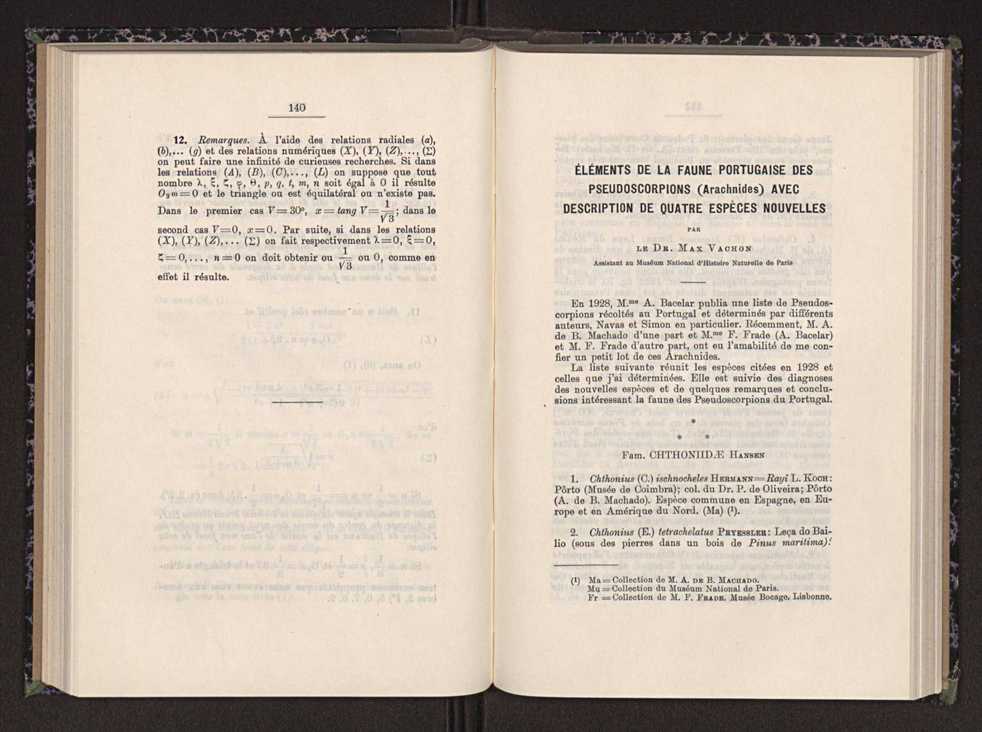 140
12. Remarques. À l'aide des relations radiales (a),
(b),... (g) et des relations numériques (X), (Y), (Z),..., (Σ)
on peut faire une infinité de curieuses recherches. Si dans
les relations (A), (B), (C),..., (L) on suppose que tout
nombre λ, ξ, ζ, φ, θ, p, q, t, m, n soit égal à 0 il résulte
O₉w = 0 et le triangle ou est équilatéral ou n'existe pas.
Dans le premier cas V = 30º, x = tang V = 1/√3; dans le
second cas V = 0, x = 0. Par suite, si dans les relations
(X), (Y), (Z),... (Σ) on fait respectivement λ = 0, ξ = 0,
ζ = 0,..., n = 0 on doit obtenir ou 1/√3 ou 0, comme en
effet il résulte.
ÉLÉMENTS DE LA FAUNE PORTUGAISE DES
PSEUDOSCORPIONS (Arachnides) AVEC
DESCRIPTION DE QUATRE ESPÈCES NOUVELLES
PAR
LE DR. MAX VACHON
Assistant au Muséum National d'Histoire Naturelle de Paris
En 1928, M.me A. Bacelar publia une liste de Pseudos-
corpions récoltés au Portugal et déterminés par différents
auteurs, Navas et Simon en particulier. Récemment, M. A.
de B. Machado d'une part et M.me F. Frade (A. Bacelar)
et M. F. Frade d'autre part, ont eu l'amabilité de me con-
fier un petit lot de ces Arachnides.
La liste suivante réunit les espèces citées en 1928 et
celles que j'ai déterminées. Elle est suivie des diagnoses
des nouvelles espèces et de quelques remarques et conclu-
sions intéressant la faune des Pseudoscorpions du Portugal.
*
* *
Fam. CHTHONIIDÆ HANSEN
1. Chthonius (C.) ischnocheles HERMANN = Rayi L. KOCH:
Pôrto (Musée de Coimbra); col. du Dr. P. de Oliveira; Pôrto
(A. de B. Machado). Espèce commune en Espagne, en Eu-
rope et en Amérique du Nord. (Ma) (¹).
2. Chthonius (E.) tetrachelatus PREYSSLER: Leça do Bai-
lio (sous des pierres dans un bois de Pinus maritima).
(1) Ma = Collection de M. A. DE B. MACHADO.
Mu = Collection du Muséum National de Paris.
Fr = Collection de M. F. FRADE. Musée Bocage. Lisbonne.